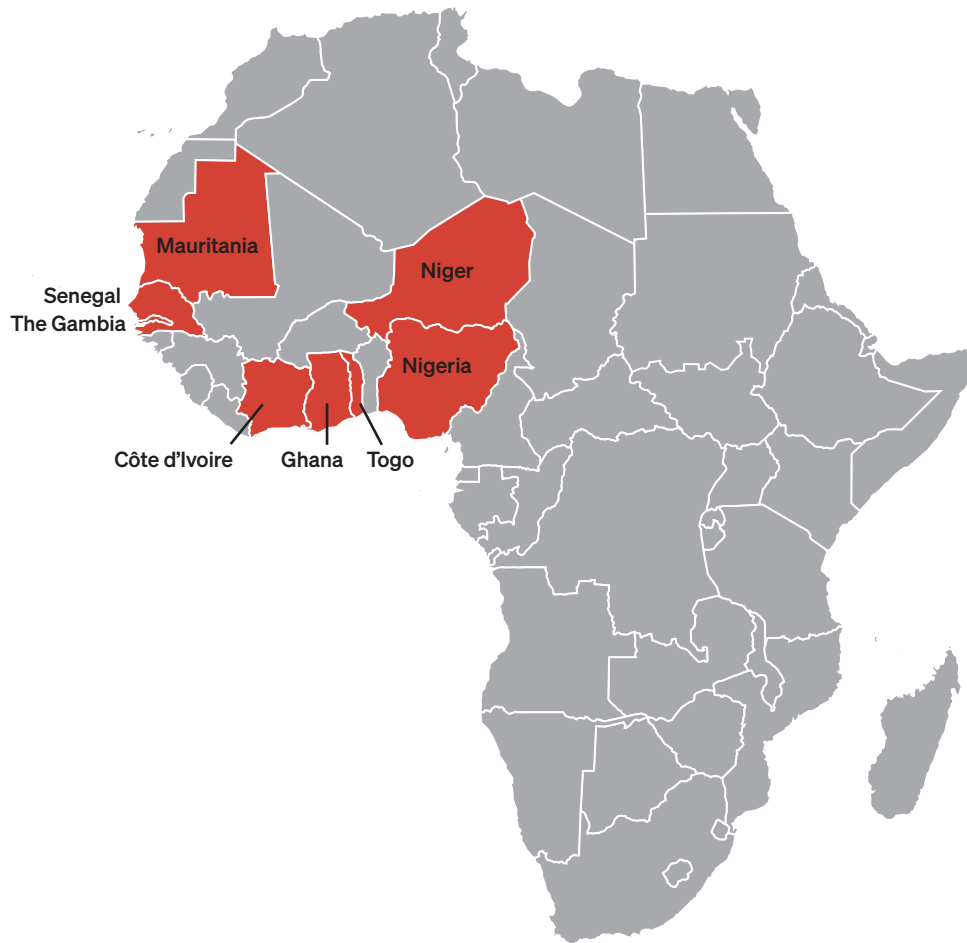 Mauritania
Niger
Senegal
The Gambia
Nigeria
Côte d’Ivoire
Ghana
Togo